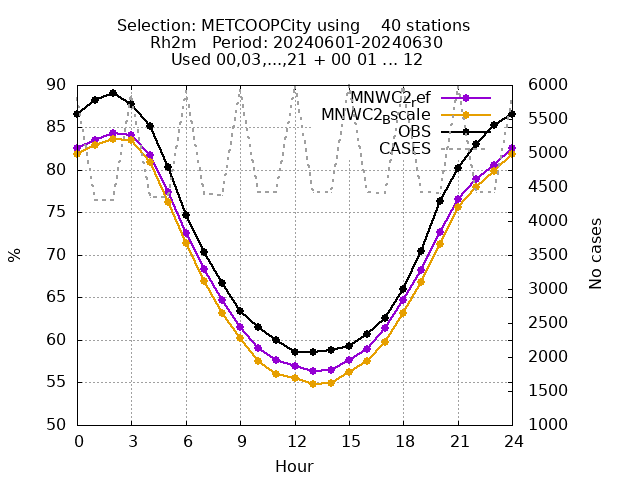 Selection: METCOOPCity using    40 stations
Rh2m   Period: 20240601-20240630
Used 00,03,...,21 + 00 01 ... 12
MNWC2ref
MNWC2Bscale
OBS
CASES
90
85
80
75
70
65
60
55
50
%
6000
5500
5000
4500
4000
3500
3000
2500
2000
1500
1000
No cases
0 3 6 9 12 15 18 21 24
Hour